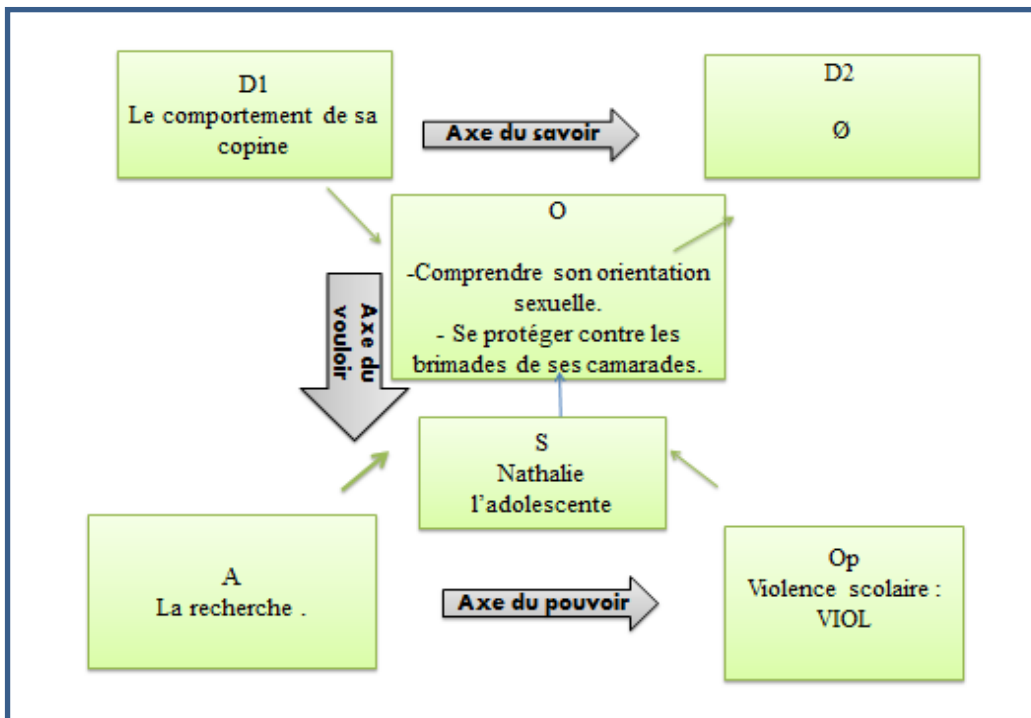 D1
Le comportement de sa
copine
Axe du savoir
D2
Ø
O
-Comprendre son orientation
sexuelle.
- Se protéger contre les
brimades de ses camarades.
Axe du
vouloir
S
Nathalie
l’adolescente
A
La recherche .
Axe du pouvoir
Op
Violence scolaire :
VIOL